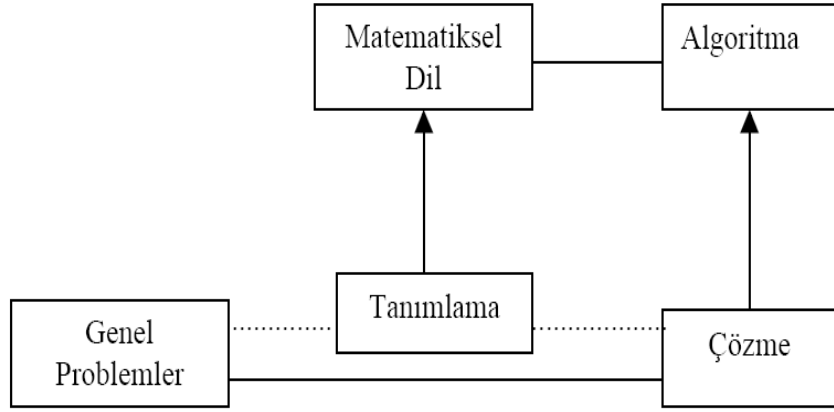 Matematiksel
Dil
Algoritma
Tanımlama
Genel
Problemler
Çözme